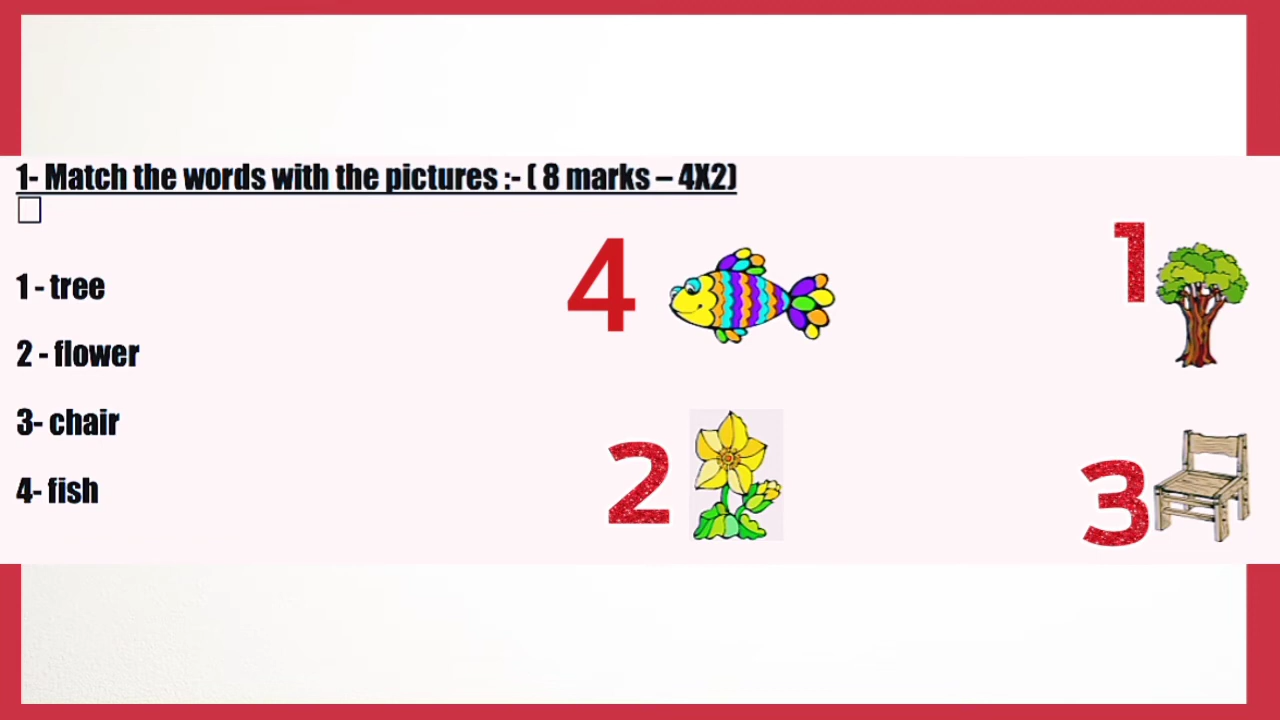 1- Match the words with the pictures :- ( 8 marks – 4X2)
1 - tree
2 - flower
3- chair
4- fish
4
1
2
3